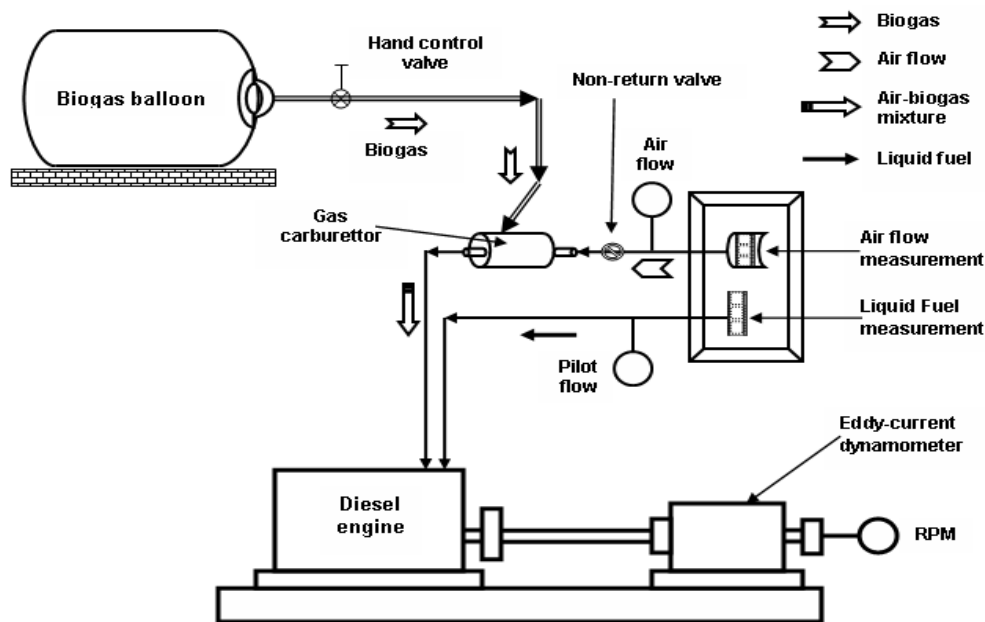 Biogas balloon
Hand control
valve
Biogas
Non-return valve
Air
flow
Gas
carburettor
Biogas
Air flow
Air-biogas
mixture
Liquid fuel
Air flow
measurement
Liquid Fuel
measurement
Pilot
flow
Eddy-current
dynamometer
Diesel
engine
RPM